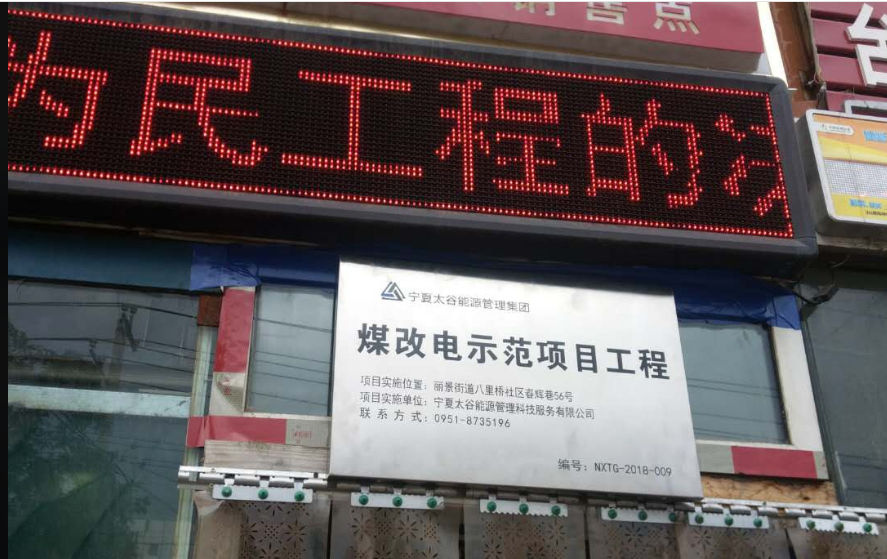 销售点
为民工程的
宁夏太谷能源管理集团
煤改电示范项目工程
项目实施位置：丽景街道八里桥社区春辉巷56号
项目实施单位：宁夏太谷能源管理科技服务有限公司
联系方式：0951-8735196
编号：NXTG-2018-009